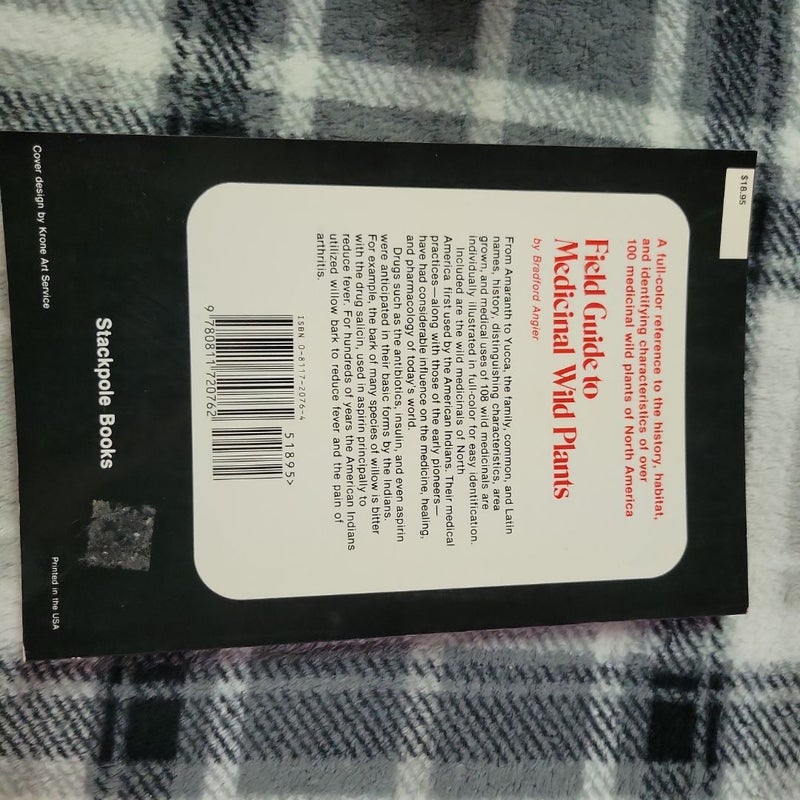 $18.95
A full-color reference to the history, habitat,
and identifying characteristics of over
100 medicinal wild plants of North America
Field Guide to
Medicinal Wild Plants
by Bradford Angier
From Amaranth to Yucca, the family, common, and Latin
names, history, distinguishing characteristics, area
grown, and medical uses of 108 wild medicinals are
individually illustrated in full-color for easy identification.
Included are the wild medicinals of North
America first used by the American Indians. Their medical
practices—along with those of the early pioneers—
have had considerable influence on the medicine, healing,
and pharmacology of today's world.
Drugs such as the antibiotics, insulin, and even aspirin
were anticipated in their basic forms by the Indians.
For example, the bark of many species of willow is bitter
with the drug salicin, used in aspirin principally to
reduce fever. For hundreds of years the American Indians
utilized willow bark to reduce fever and the pain of
arthritis.
ISBN 0-8117-2076-4
51895>
9 780811 720762
Stackpole Books
Cover design by Krone Art Service
Printed in the USA